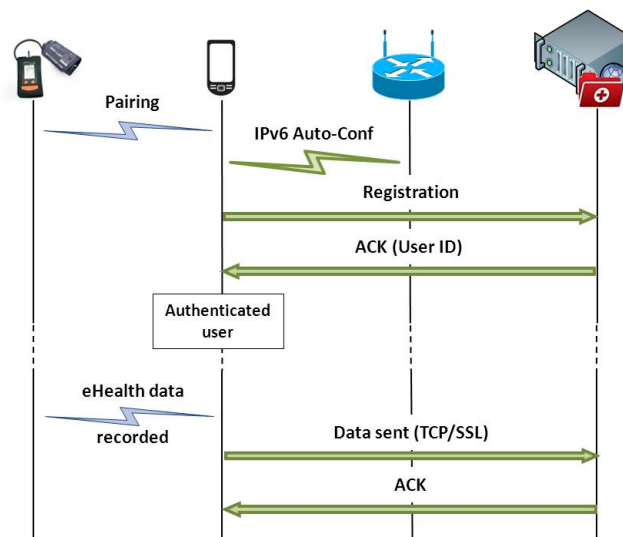 Pairing
IPv6 Auto-Conf
Registration
ACK (User ID)
Authenticated
user
eHealth data
recorded
Data sent (TCP/SSL)
ACK